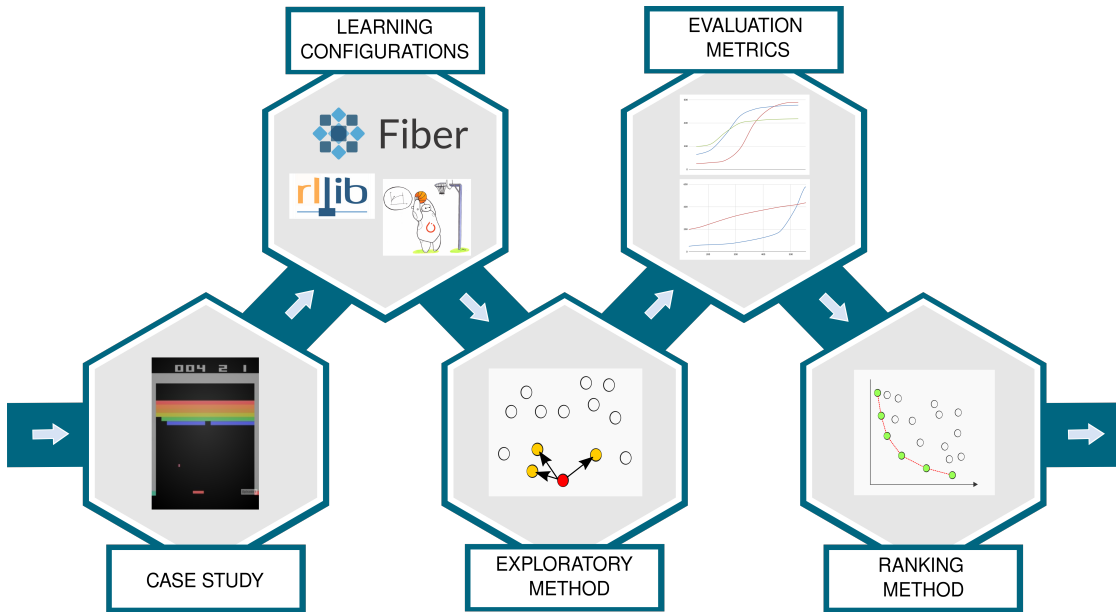 LEARNING
CONFIGURATIONS
EVALUATION
METRICS
Fiber
rllib
004 2 1
CASE STUDY
EXPLORATORY
METHOD
RANKING
METHOD